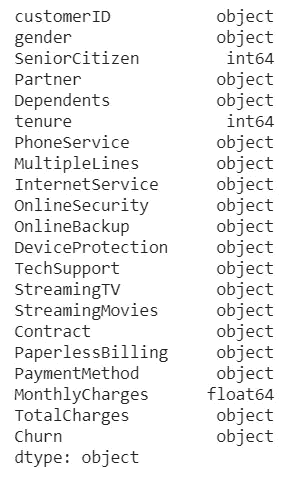 customerID object
gender object
SeniorCitizen int64
Partner object
Dependents object
tenure int64
PhoneService object
MultipleLines object
InternetService object
OnlineSecurity object
OnlineBackup object
DeviceProtection object
TechSupport object
StreamingTV object
StreamingMovies object
Contract object
PaperlessBilling object
PaymentMethod object
MonthlyCharges float64
TotalCharges object
Churn object
dtype: object